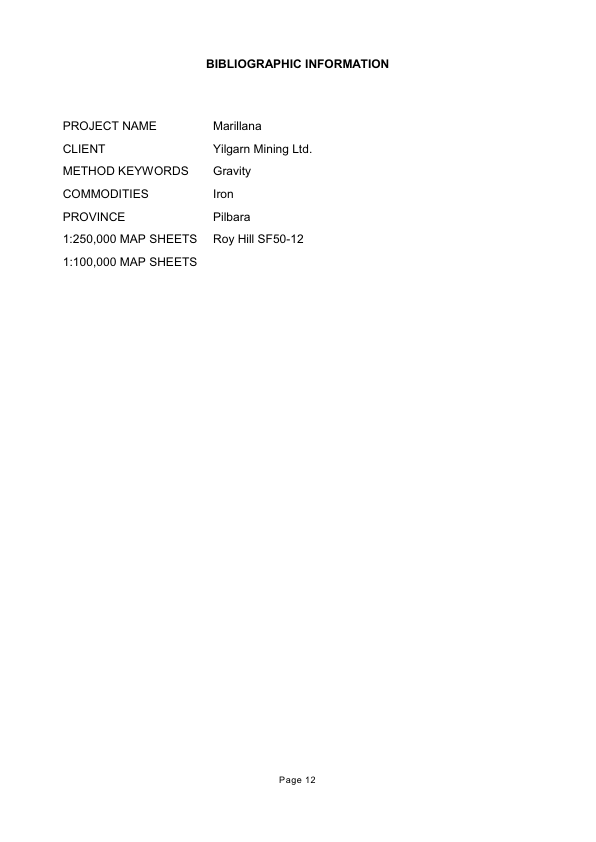 BIBLIOGRAPHIC INFORMATION
PROJECT NAME Marillana
CLIENT Yilgarn Mining Ltd.
METHOD KEYWORDS Gravity
COMMODITIES Iron
PROVINCE Pilbara
1:250,000 MAP SHEETS Roy Hill SF50-12
1:100,000 MAP SHEETS
Page 12